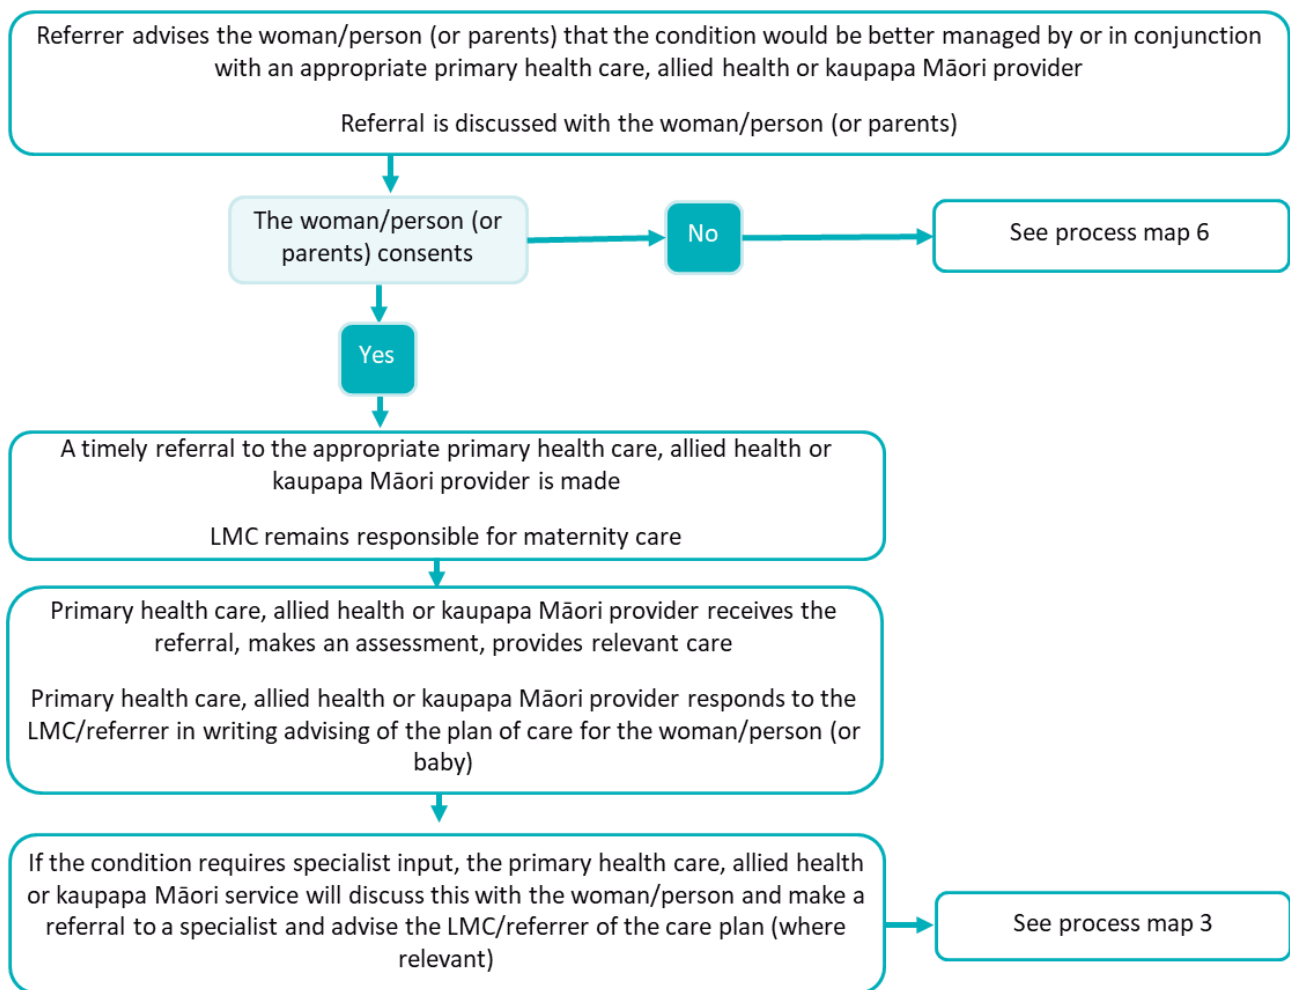 Referrer advises the woman/person (or parents) that the condition would be better managed by or in conjunction
with an appropriate primary health care, allied health or kaupapa Māori provider
Referral is discussed with the woman/person (or parents)
The woman/person (or
parents) consents
No
See process map 6
Yes
A timely referral to the appropriate primary health care, allied health or
kaupapa Māori provider is made
LMC remains responsible for maternity care
Primary health care, allied health or kaupapa Māori provider receives the
referral, makes an assessment, provides relevant care
Primary health care, allied health or kaupapa Māori provider responds to the
LMC/referrer in writing advising of the plan of care for the woman/person (or
baby)
If the condition requires specialist input, the primary health care, allied health
or kaupapa Māori service will discuss this with the woman/person and make a
referral to a specialist and advise the LMC/referrer of the care plan (where
relevant)
See process map 3